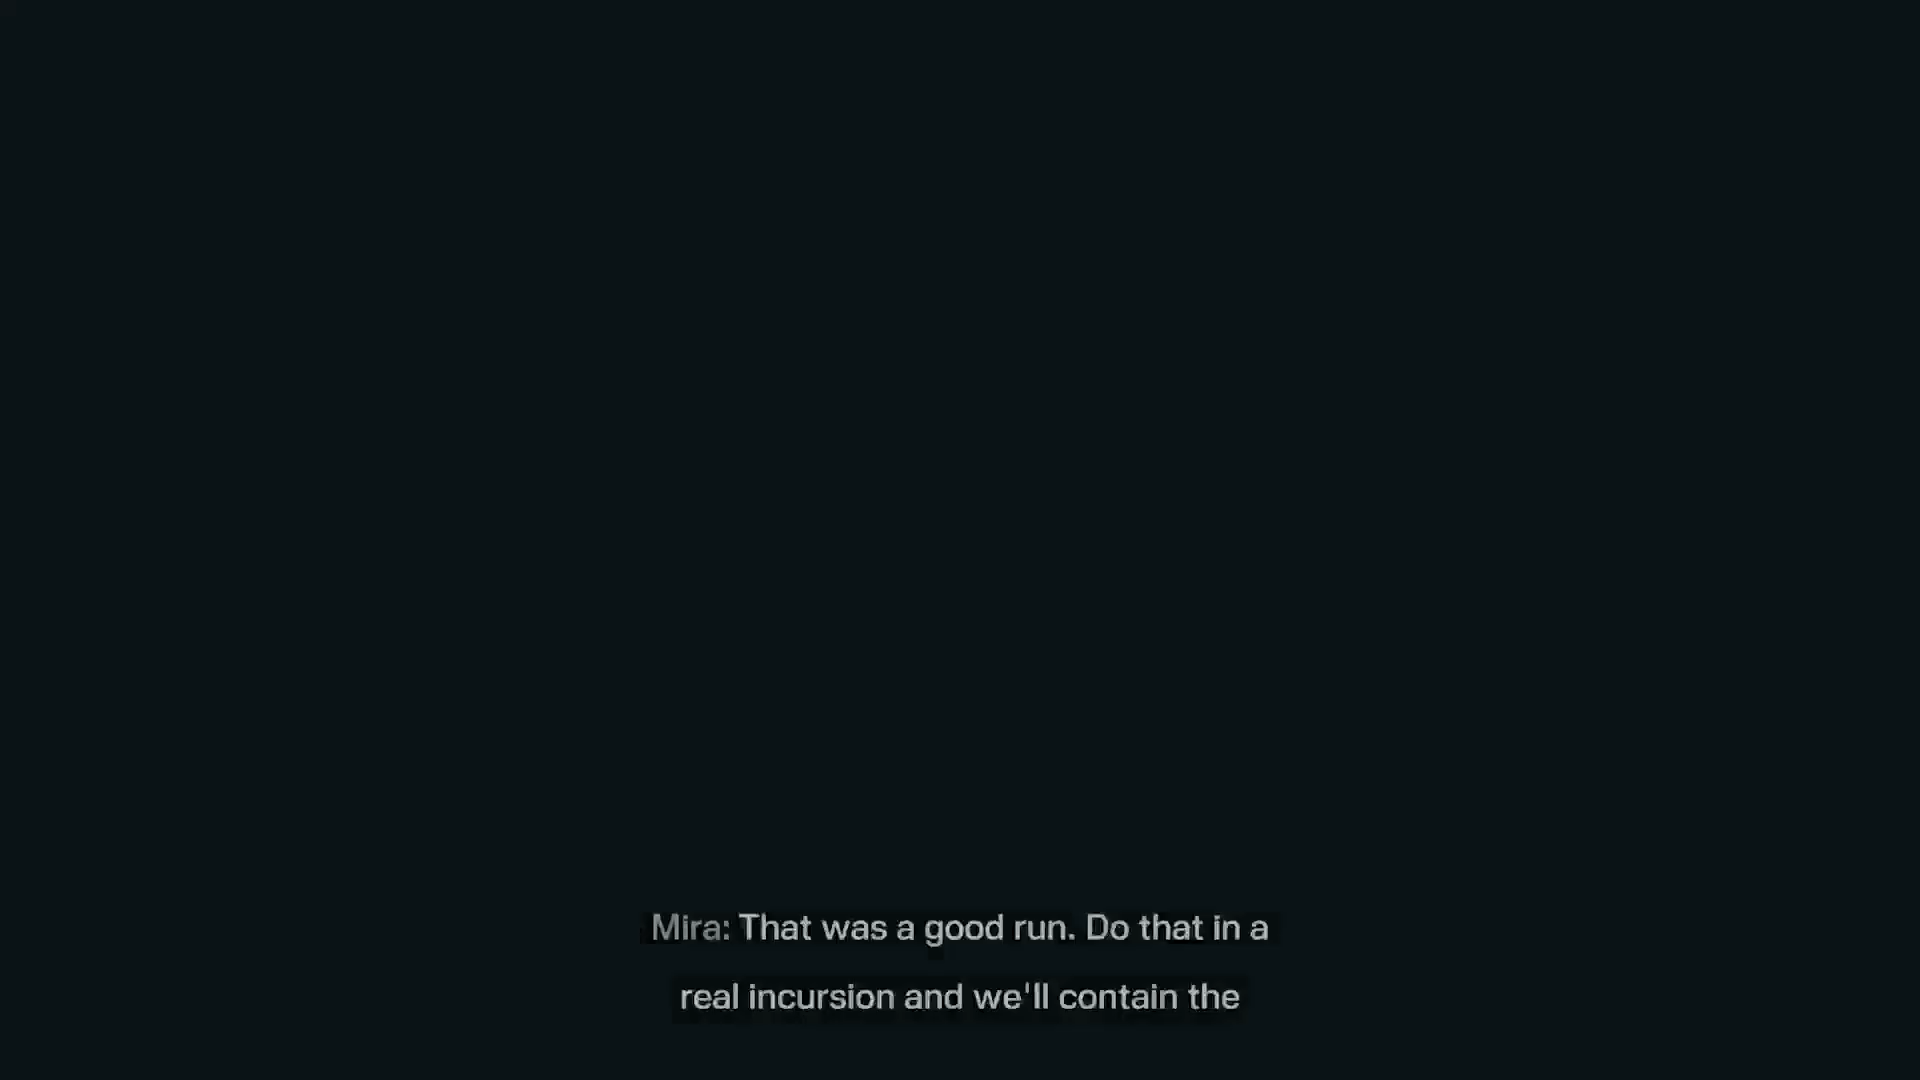 Mira: That was a good run. Do that in a
real incursion and we'll contain the